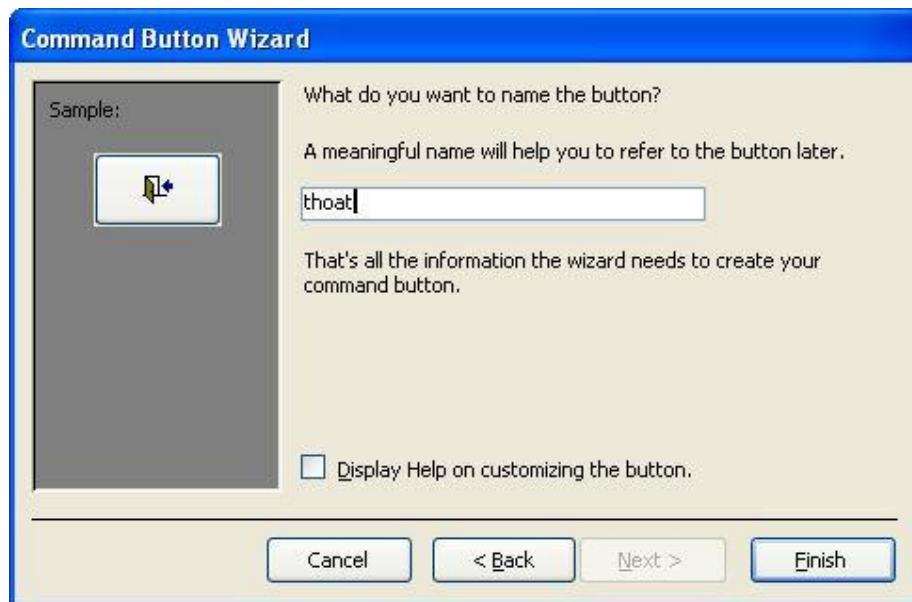 Command Button Wizard
Sample:
What do you want to name the button?
A meaningful name will help you to refer to the button later.
thoat
That's all the information the wizard needs to create your
command button.
Display Help on customizing the button.
Cancel
< Back
Next >
Finish